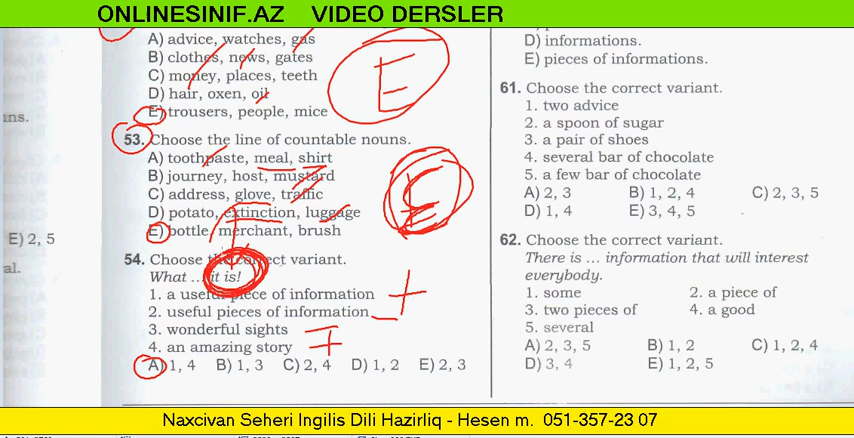 ONLINESINIF.AZ VIDEO DERSLER
A) advice, watches, gas
B) clothes, news, gates
C) money, places, teeth
D) hair, oxen, oil
E) trousers, people, mice
E
53. Choose the line of countable nouns.
A) toothpaste, meal, shirt
B) journey, host, mustard
C) address, glove, traffic
D) potato, extinction, luggage
E) bottle, merchant, brush
54. Choose the correct variant.
What ... it is!
1. a useful piece of information
2. useful pieces of information
3. wonderful sights
4. an amazing story
A) 1, 4 B) 1, 3 C) 2, 4 D) 1, 2 E) 2, 3
ins.
E) 2, 5
al.
D) informations.
E) pieces of informations.
61. Choose the correct variant.
1. two advice
2. a spoon of sugar
3. a pair of shoes
4. several bar of chocolate
5. a few bar of chocolate
A) 2, 3 B) 1, 2, 4 C) 2, 3, 5
D) 1, 4 E) 3, 4, 5
62. Choose the correct variant.
There is ... information that will interest
everybody.
1. some 2. a piece of
3. two pieces of 4. a good
5. several
A) 2, 3, 5 B) 1, 2 C) 1, 2, 4
D) 3, 4 E) 1, 2, 5
Naxcivan Seheri Ingilis Dili Hazirliq - Hesen m. 051-357-23 07